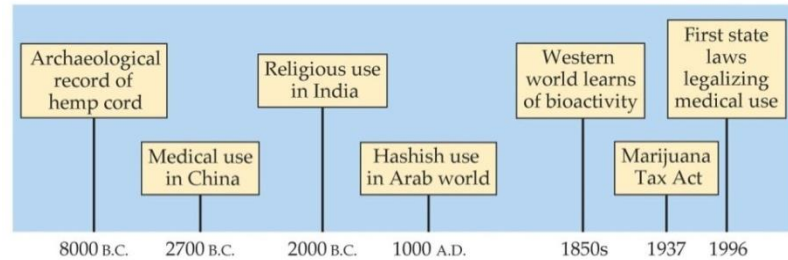 Archaeological
record of
hemp cord
Medical use
in China
Religious use
in India
Hashish use
in Arab world
Western
world learns
of bioactivity
Marijuana
Tax Act
First state
laws
legalizing
medical use
8000 B.C.
2700 B.C.
2000 B.C.
1000 A.D.
1850s
1937
1996